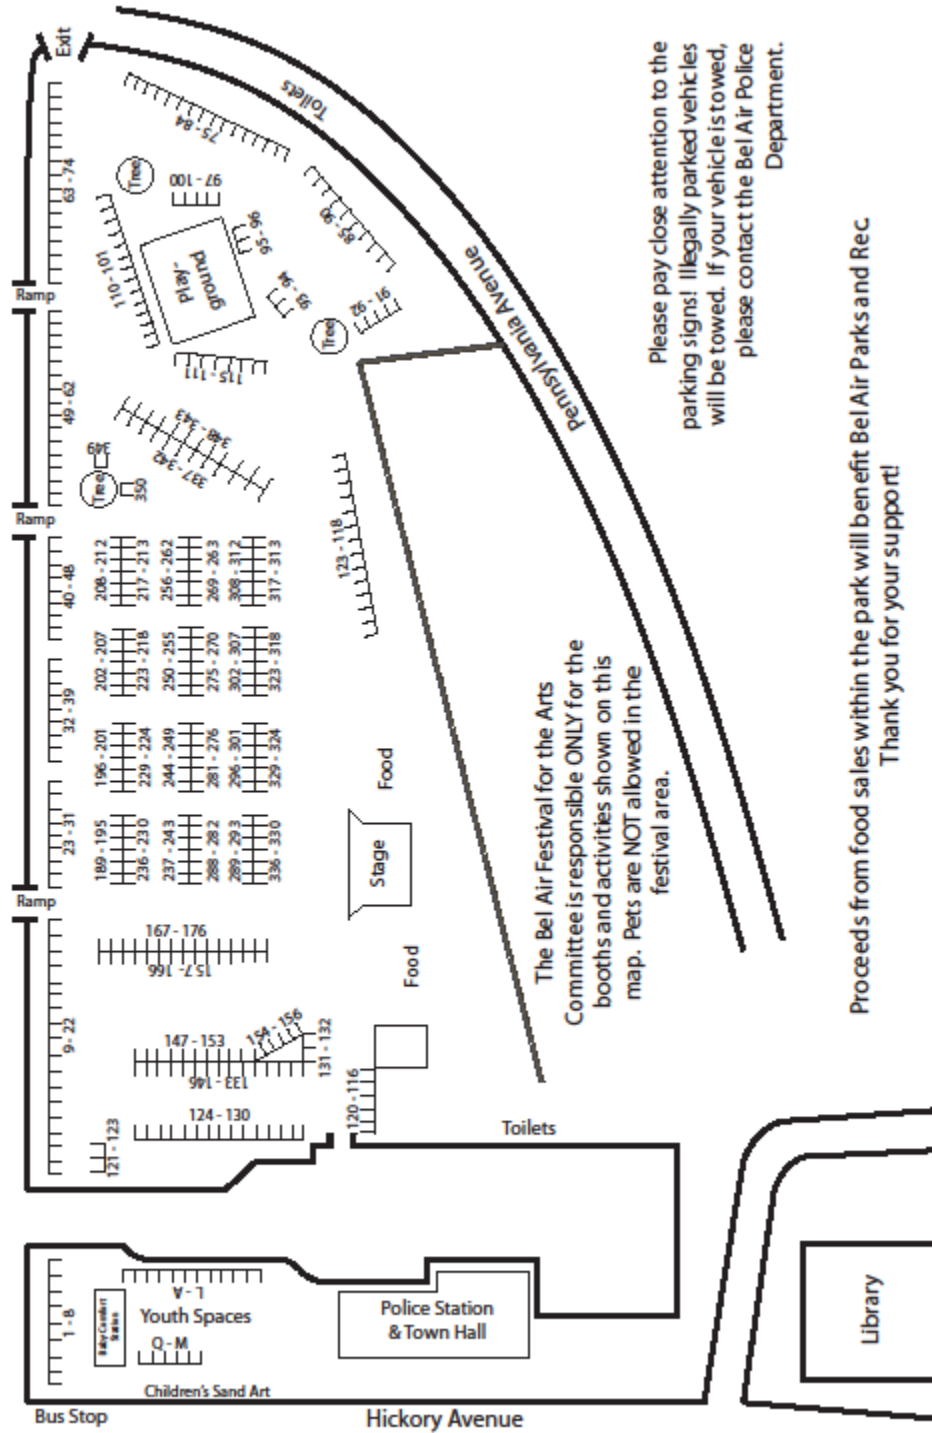 Exit
Toilets
75 - 84
63 - 74
Tree
97 - 100
110 - 101
Play-
ground
95 - 96
85 - 90
93 - 94
Ramp
Tree
91 - 92
Pennsylvania Avenue
115 - 111
49 - 62
348 - 343
337 - 342
349
Tree
350
Ramp
123 - 118
40 - 48
208 - 212
217 - 213
256 - 262
269 - 263
308 - 312
317 - 313
202 - 207
223 - 218
250 - 255
275 - 270
302 - 307
323 - 318
32 - 39
196 - 201
229 - 224
244 - 249
281 - 276
296 - 301
329 - 324
Food
23 - 31
189 - 195
236 - 230
237 - 243
288 - 282
289 - 293
336 - 330
Stage
Ramp
167 - 176
166 - 157
Food
9 - 22
147 - 153
154 - 156
146 - 133
131 - 132
124 - 130
120 - 116
121 - 123
Toilets
1 - 8
Baby Comfort
Station
L - A
Youth Spaces
Q - M
Children's Sand Art
Police Station
& Town Hall
Library
Bus Stop
Hickory Avenue
Please pay close attention to the
parking signs! Illegally parked vehicles
will be towed. If your vehicle is towed,
please contact the Bel Air Police
Department.
The Bel Air Festival for the Arts
Committee is responsible ONLY for the
booths and activities shown on this
map. Pets are NOT allowed in the
festival area.
Proceeds from food sales within the park will benefit Bel Air Parks and Rec.
Thank you for your support!